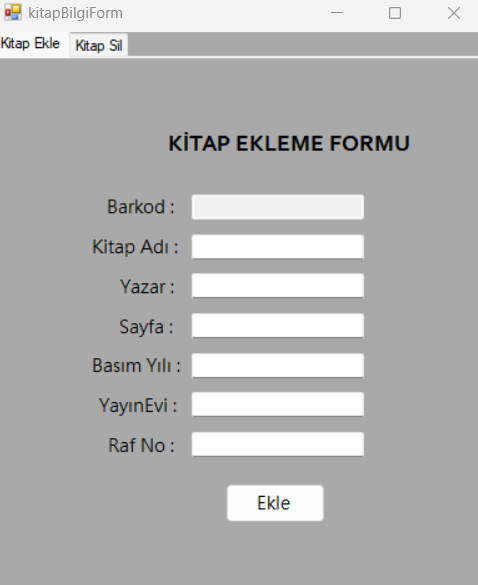 kitapBilgiForm
Kitap Ekle Kitap Sil
KİTAP EKLEME FORMU
Barkod :
Kitap Adı :
Yazar :
Sayfa :
Basım Yılı :
YayınEvi :
Raf No :
Ekle